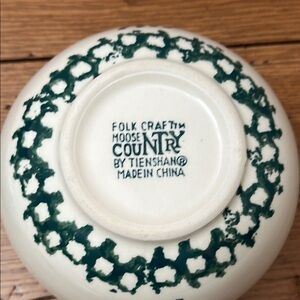 FOLK CRAFT™
MOOSE
COUNTRY
BY TIENSHAN®
MADE IN CHINA